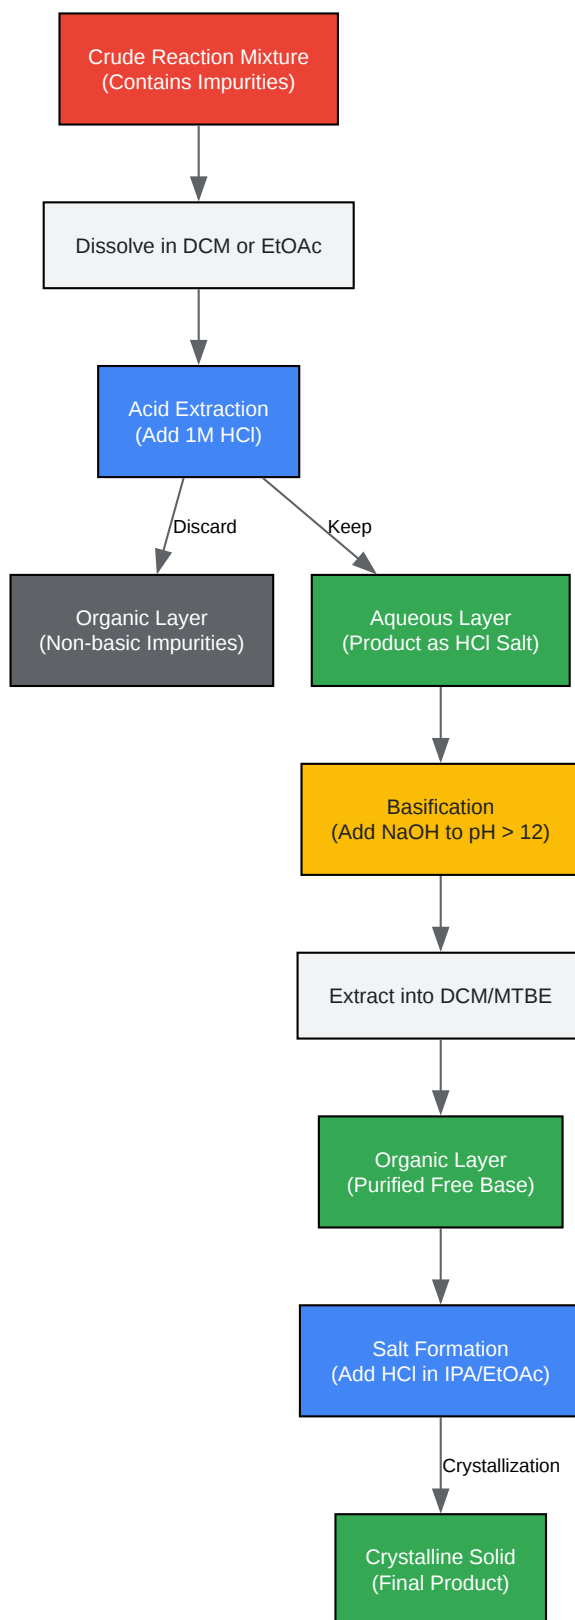 Crude Reaction Mixture
(Contains Impurities)
Dissolve in DCM or EtOAc
Acid Extraction
(Add 1M HCl)
Discard
Keep
Organic Layer
(Non-basic Impurities)
Aqueous Layer
(Product as HCl Salt)
Basification
(Add NaOH to pH > 12)
Extract into DCM/MTBE
Organic Layer
(Purified Free Base)
Salt Formation
(Add HCl in IPA/EtOAc)
Crystallization
Crystalline Solid
(Final Product)